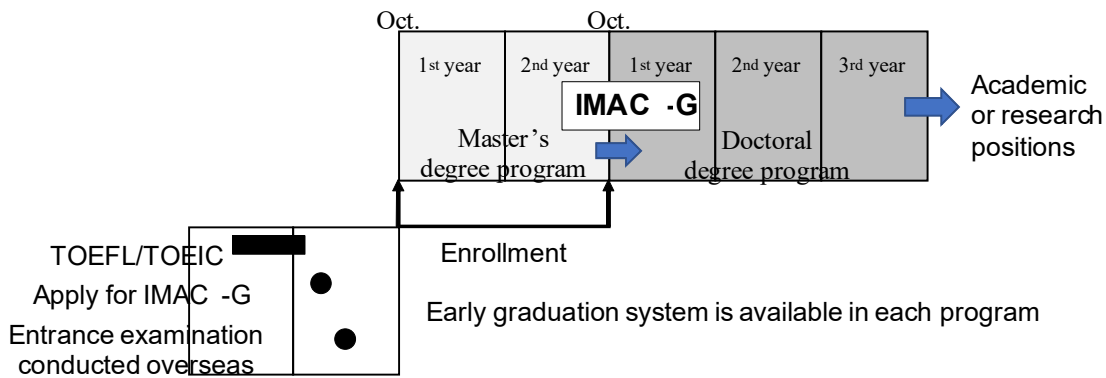 Oct. Oct.
1st year 2nd year 1st year 2nd year 3rd year
IMAC -G
Master's
degree program
Doctoral
degree program
Academic
or research
positions
TOEFL/TOEIC
Apply for IMAC -G
Entrance examination
conducted overseas
Enrollment
Early graduation system is available in each program